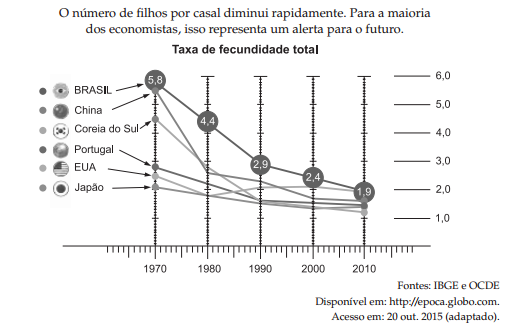 O número de filhos por casal diminui rapidamente. Para a maioria
dos economistas, isso representa um alerta para o futuro.
Taxa de fecundidade total
BRASIL
China
Coreia do Sul
Portugal
EUA
Japão
5,8
4,4
2,9
2,4
1,9
6,0
5,0
4,0
3,0
2,0
1,0
1970
1980
1990
2000
2010
Fontes: IBGE e OCDE
Disponível em: http://epoca.globo.com.
Acesso em: 20 out. 2015 (adaptado).